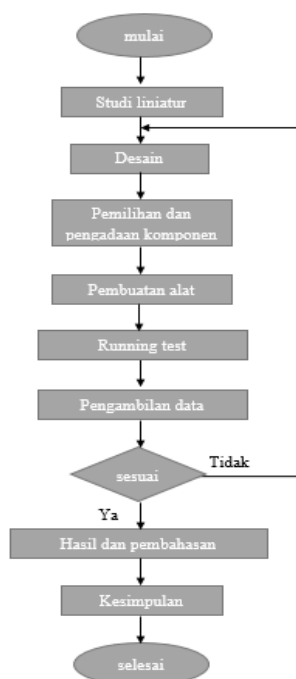 mulai
Studi liniatur
Desain
Pemilihan dan
pengadaan komponen
Pembuatan alat
Running test
Pengambilan data
sesuai
Tidak
Ya
Hasil dan pembahasan
Kesimpulan
selesai